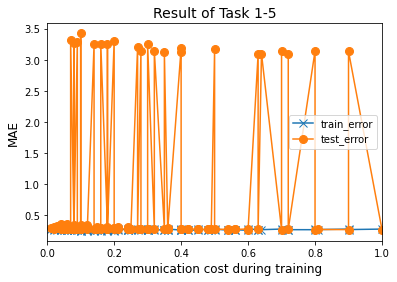 Result of Task 1-5
MAE
3.5
3.0
2.5
2.0
1.5
1.0
0.5
train_error
test_error
0.0 0.2 0.4 0.6 0.8 1.0
communication cost during training